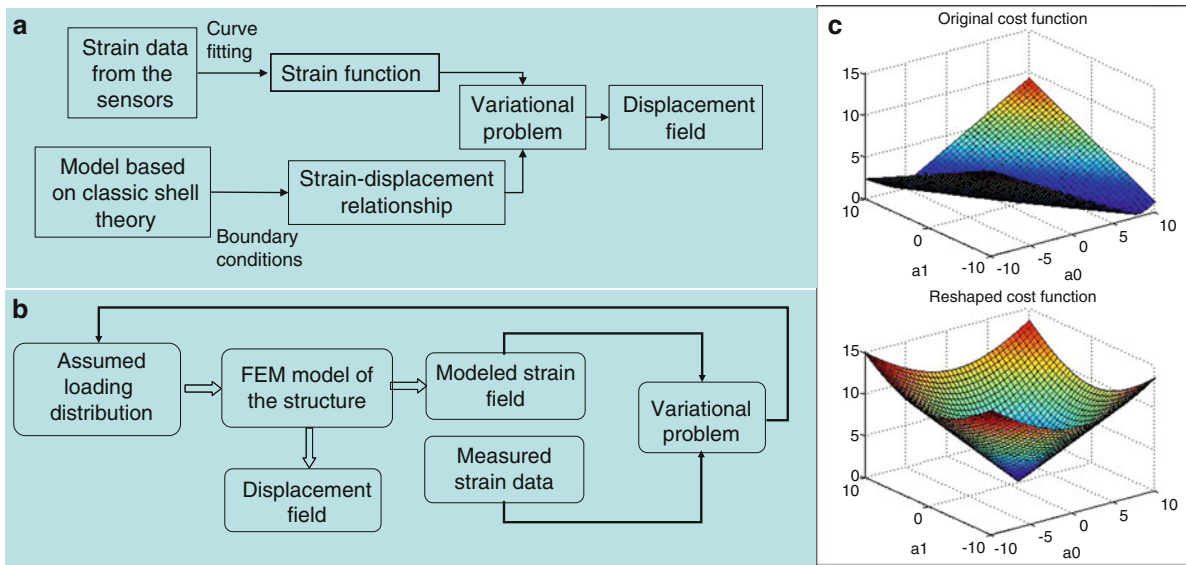 a
Strain data
from the
sensors
Curve
fitting
Strain function
Variational
problem
Displacement
field
Model based
on classic shell
theory
Boundary
conditions
Strain-displacement
relationship
b
Assumed
loading
distribution
FEM model of
the structure
Modeled strain
field
Variational
problem
Measured
strain data
Displacement
field
c
Original cost function
15
10
5
0
10
0
-10
a1
-10
-5
0
5
10
a0
Reshaped cost function
15
10
5
0
10
0
-10
a1
-10
-5
0
5
10
a0